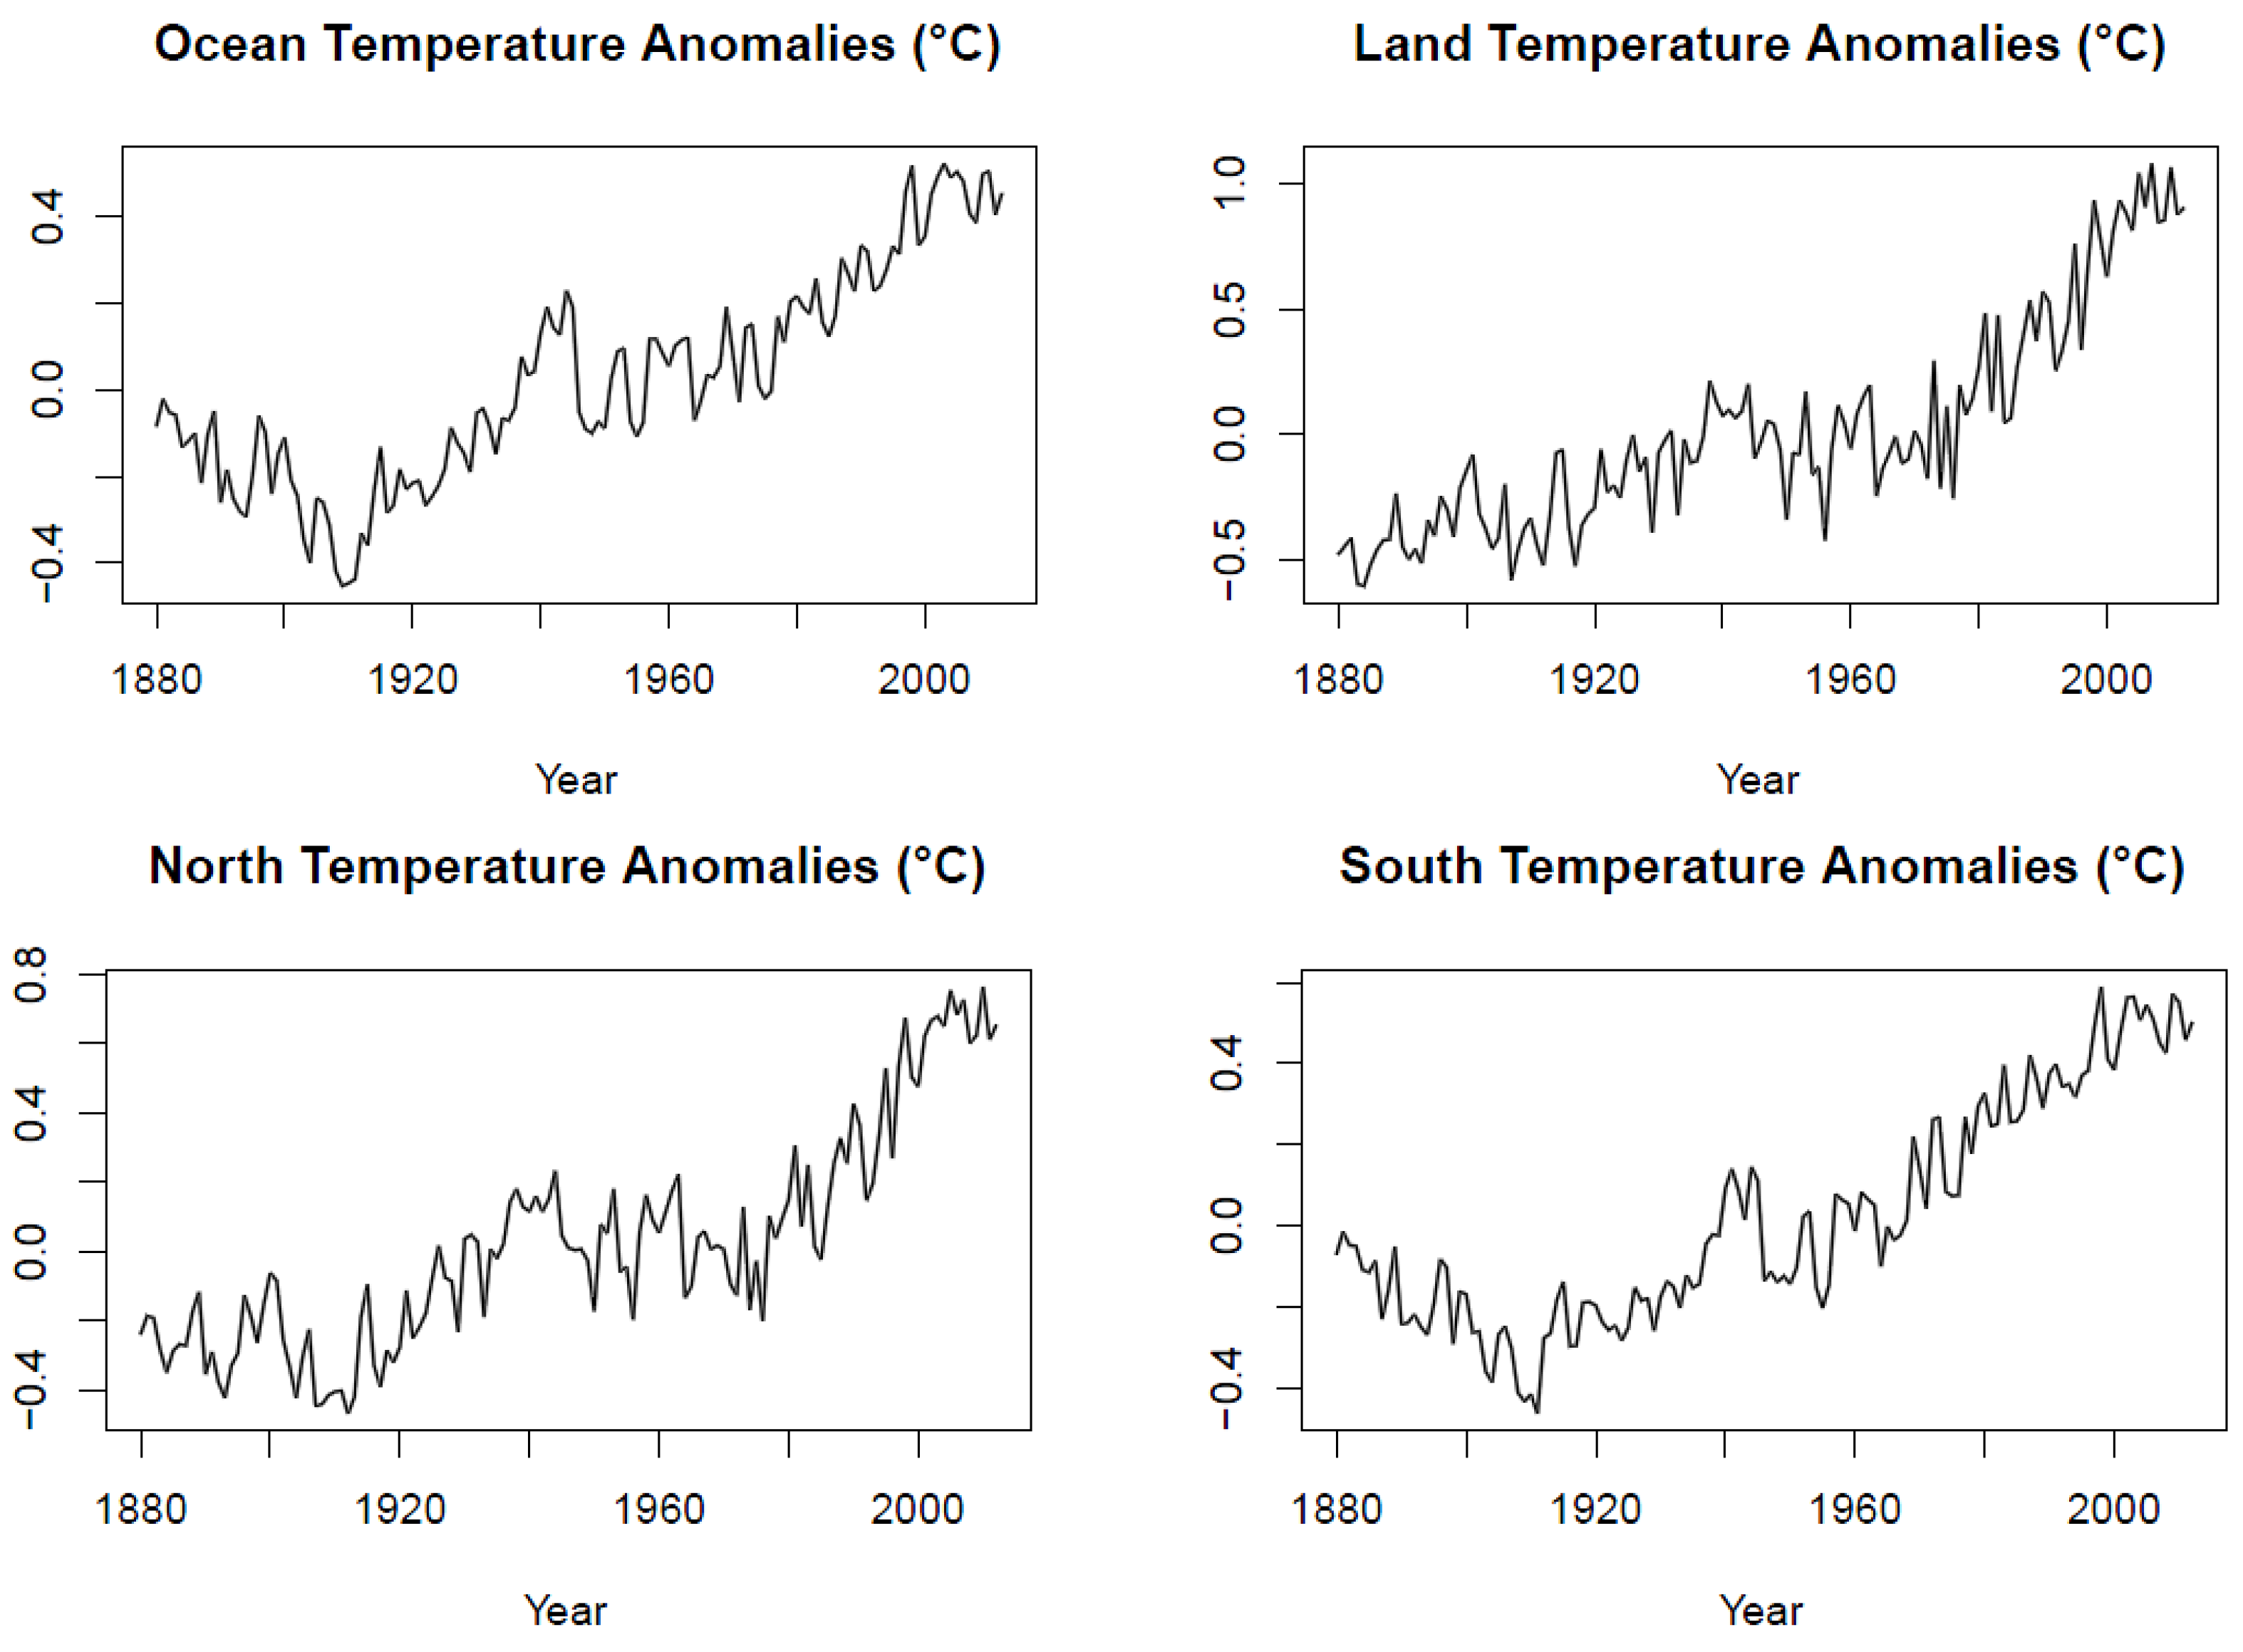 Ocean Temperature Anomalies (°C)
0.4
0.0
−0.4
1880 1920 1960 2000
Year
Land Temperature Anomalies (°C)
1.0
0.5
0.0
−0.5
1880 1920 1960 2000
Year
North Temperature Anomalies (°C)
0.8
0.4
0.0
−0.4
1880 1920 1960 2000
Year
South Temperature Anomalies (°C)
0.4
0.0
−0.4
1880 1920 1960 2000
Year